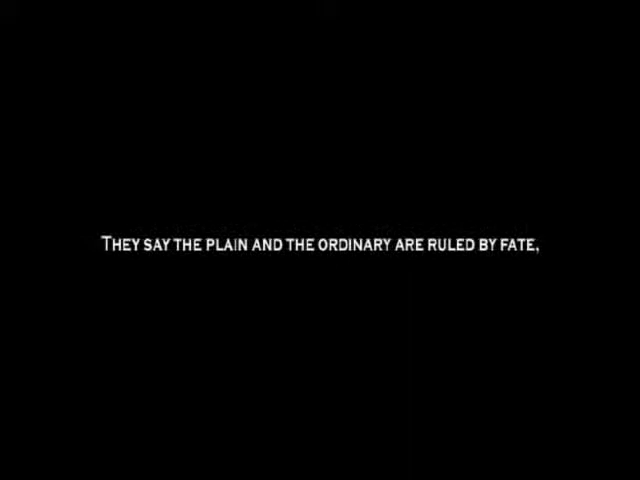 They say the plain and the ordinary are ruled by fate,